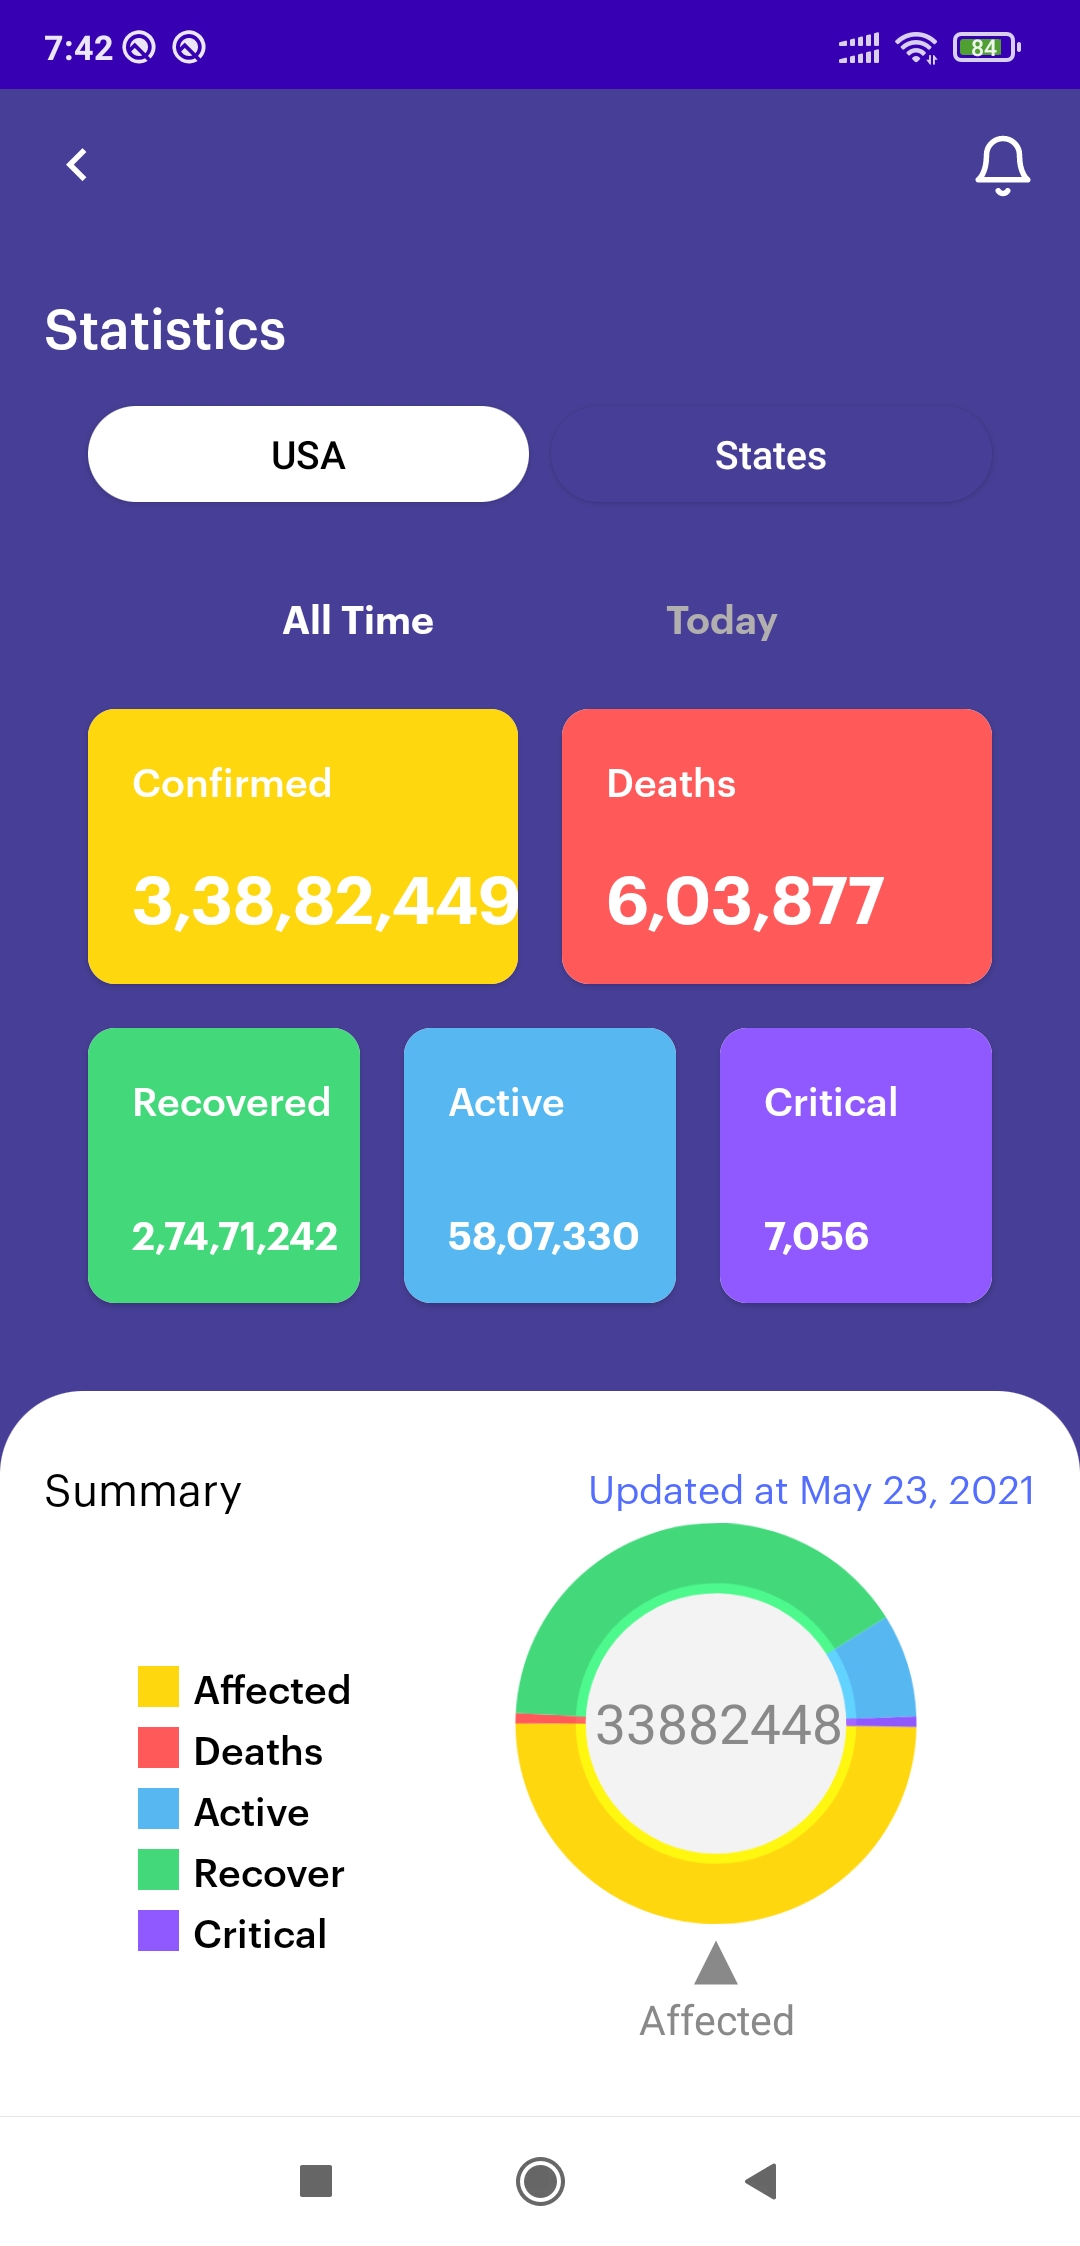 7:42
84
Statistics
USA States
All Time Today
Confirmed Deaths
3,38,82,449 6,03,877
Recovered Active Critical
2,74,71,242 58,07,330 7,056
Summary Updated at May 23, 2021
Affected
Deaths
Active
Recover
Critical
33882448
Affected